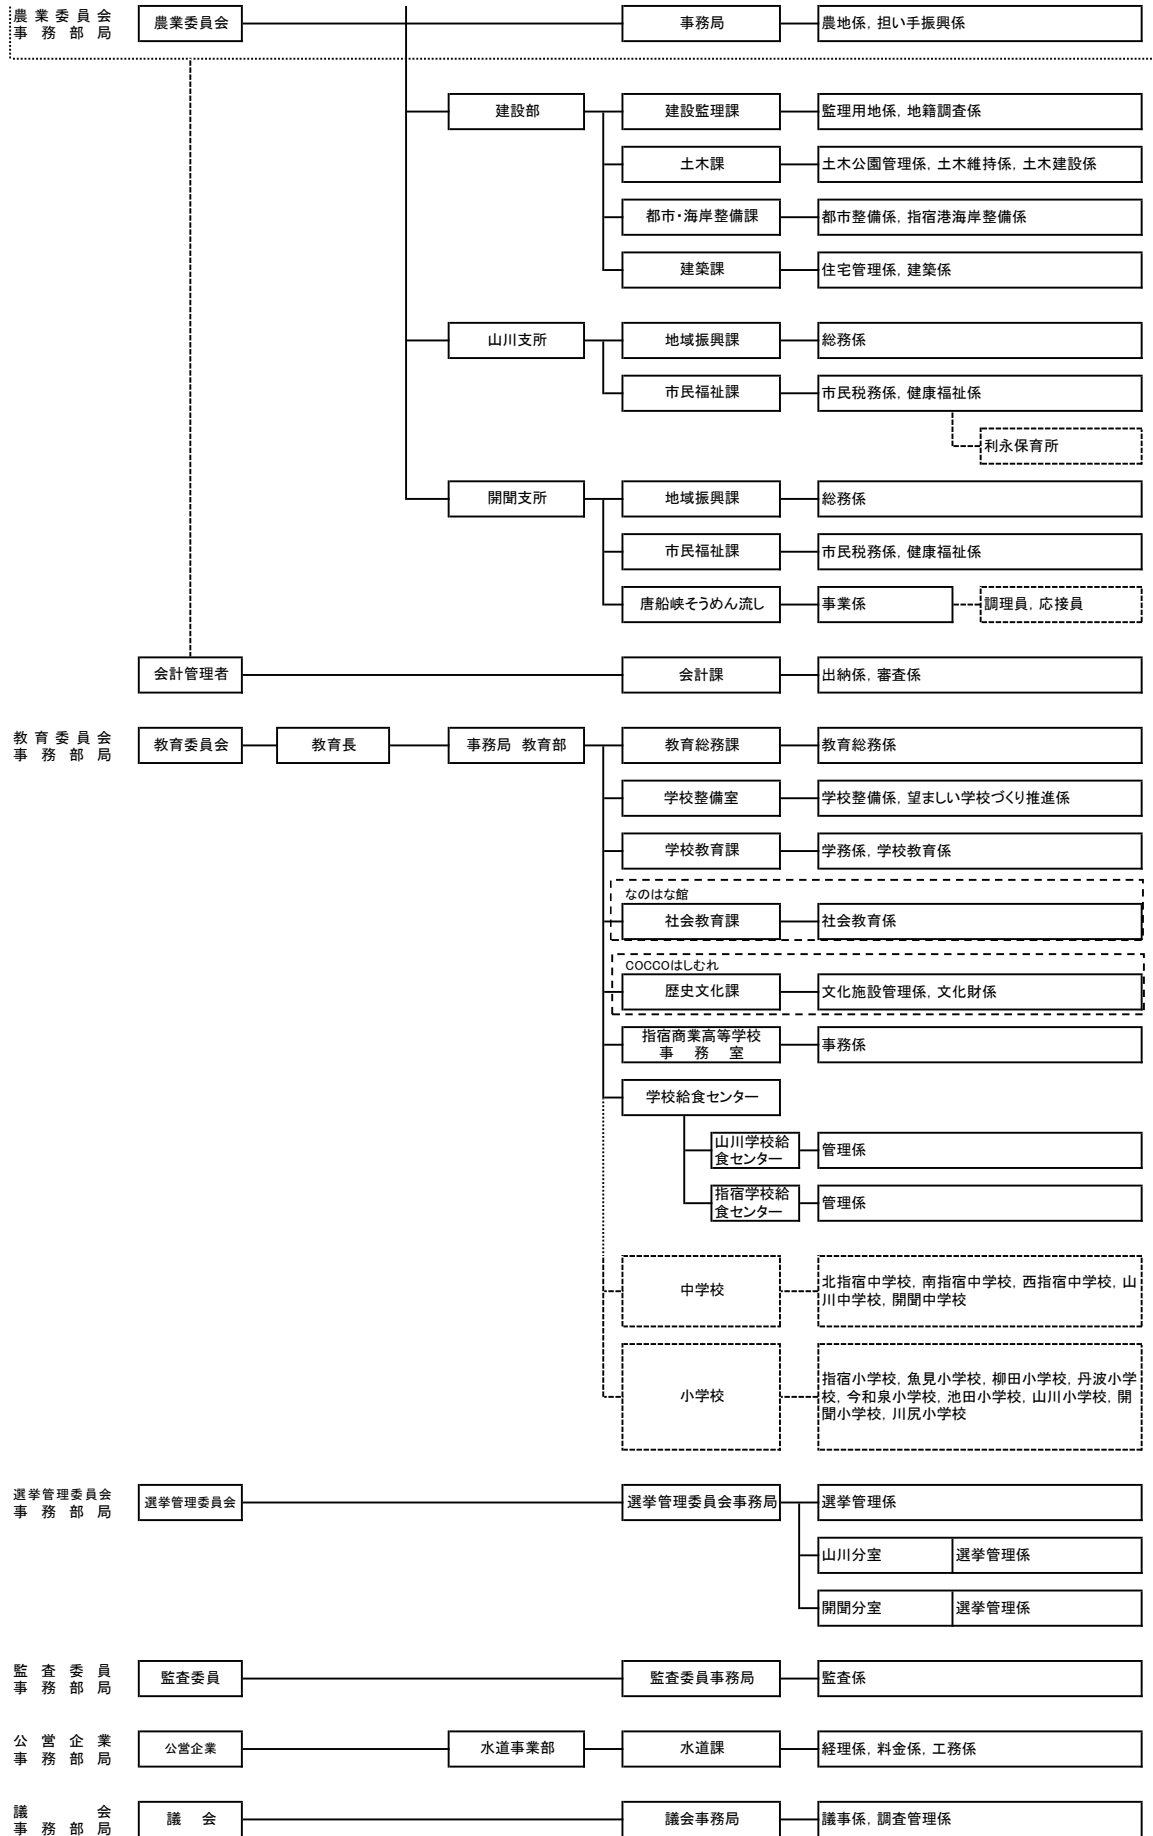 農業委員会
事務部局
農業委員会
事務局
農地係, 担い手振興係
建設部
建設監理課
監理用地係, 地籍調査係
土木課
土木公園管理係, 土木維持係, 土木建設係
都市・海岸整備課
都市整備係, 指宿港海岸整備係
建築課
住宅管理係, 建築係
山川支所
地域振興課
総務係
市民福祉課
市民税務係, 健康福祉係
利永保育所
開聞支所
地域振興課
総務係
市民福祉課
市民税務係, 健康福祉係
唐船峡そうめん流し
事業係
調理員, 応接員
会計管理者
会計課
出納係, 審査係
教育委員会
事務部局
教育委員会
教育長
事務局 教育部
教育総務課
教育総務係
学校整備室
学校整備係, 望ましい学校づくり推進係
学校教育課
学務係, 学校教育係
なのはな館
社会教育課
社会教育係
COCCOはしむれ
歴史文化課
文化施設管理係, 文化財係
指宿商業高等学校
事 務 室
事務係
学校給食センター
山川学校給
食センター
管理係
指宿学校給
食センター
管理係
中学校
北指宿中学校, 南指宿中学校, 西指宿中学校, 山
川中学校, 開聞中学校
小学校
指宿小学校, 魚見小学校, 柳田小学校, 丹波小学
校, 今和泉小学校, 池田小学校, 山川小学校, 開
聞小学校, 川尻小学校
選挙管理委員会
事務部局
選挙管理委員会
選挙管理委員会事務局
選挙管理係
山川分室
選挙管理係
開聞分室
選挙管理係
監査委員
事務部局
監査委員
監査委員事務局
監査係
公営企業
事務部局
公営企業
水道事業部
水道課
経理係, 料金係, 工務係
議 会
事務部局
議 会
議会事務局
議事係, 調査管理係